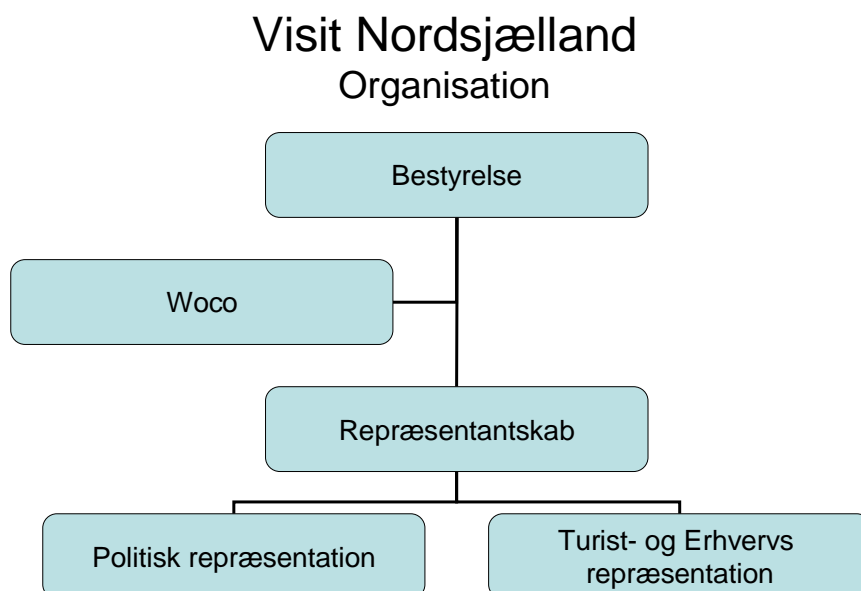 Visit Nordsjælland
Organisation
Bestyrelse
Woco
Repræsentantskab
Politisk repræsentation
Turist- og Erhvervs
repræsentation